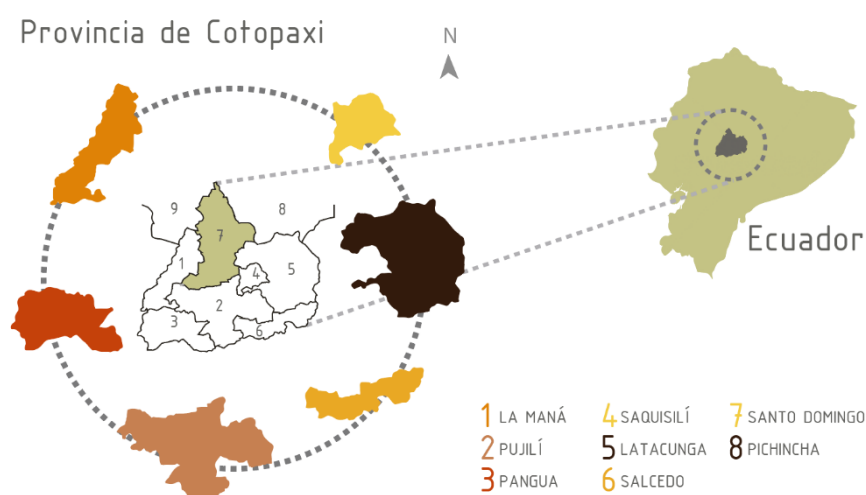 Provincia de Cotopaxi
N
9
8
7
1
4
5
2
3
6
Ecuador
1 LA MANÁ
4 SAQUISILÍ
7 SANTO DOMINGO
2 PUJILÍ
5 LATACUNGA
8 PICHINCHA
3 PANGUA
6 SALCEDO